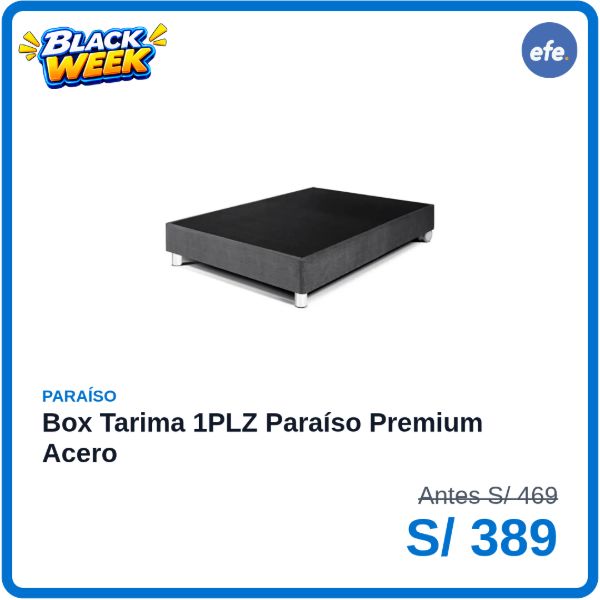 BLACK
WEEK
efe.
PARAÍSO
Box Tarima 1PLZ Paraíso Premium
Acero
Antes S/ 469
S/ 389